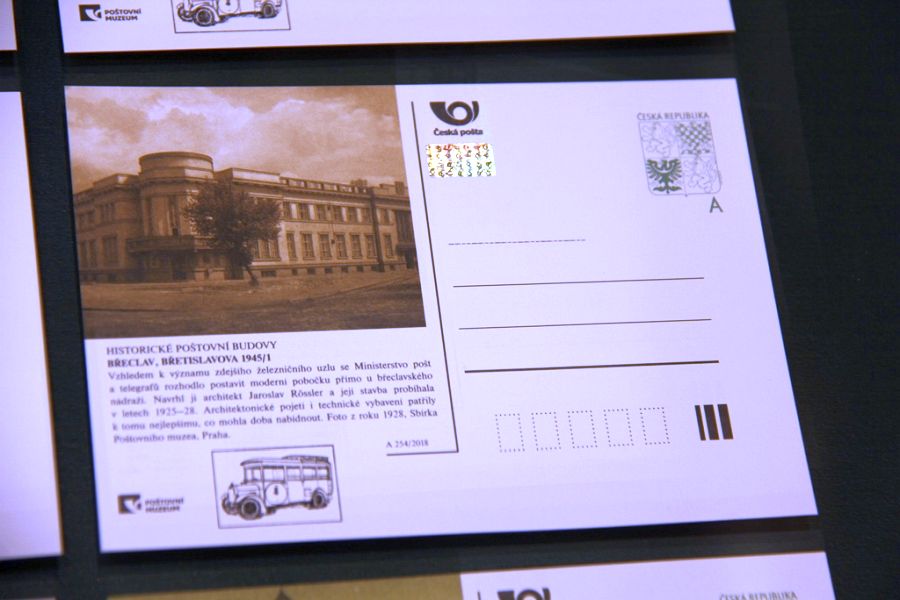 POŠTOVNÍ
MUZEUM
Česká pošta
ČESKÁ REPUBLIKA
A
HISTORICKÉ POŠTOVNÍ BUDOVY
BŘECLAV, BŘETISLAVOVA 1945/1
Vzhledem k významu zdejšího železničního uzlu se Ministerstvo pošt
a telegrafů rozhodlo postavit moderní pobočku přímo u břeclavského
nádraží. Navrhl ji architekt Jaroslav Rössler a její stavba probíhala
v letech 1925–28. Architektonické pojetí i technické vybavení patřily
k tomu nejlepšímu, co mohla doba nabídnout. Foto z roku 1928, Sbírka
Poštovního muzea, Praha.
A 254/2018
POŠTOVNÍ
MUZEUM
ČESKÁ REPUBLIKA